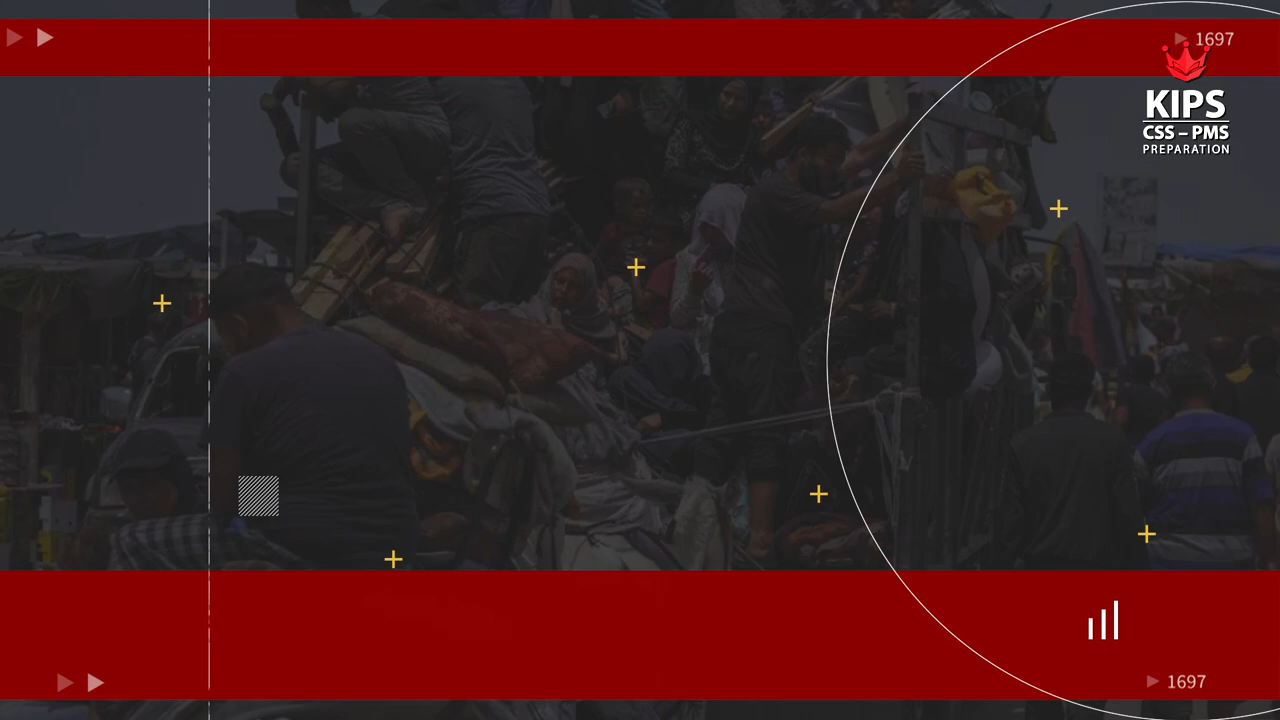 1697
KIPS
CSS – PMS
PREPARATION
1697